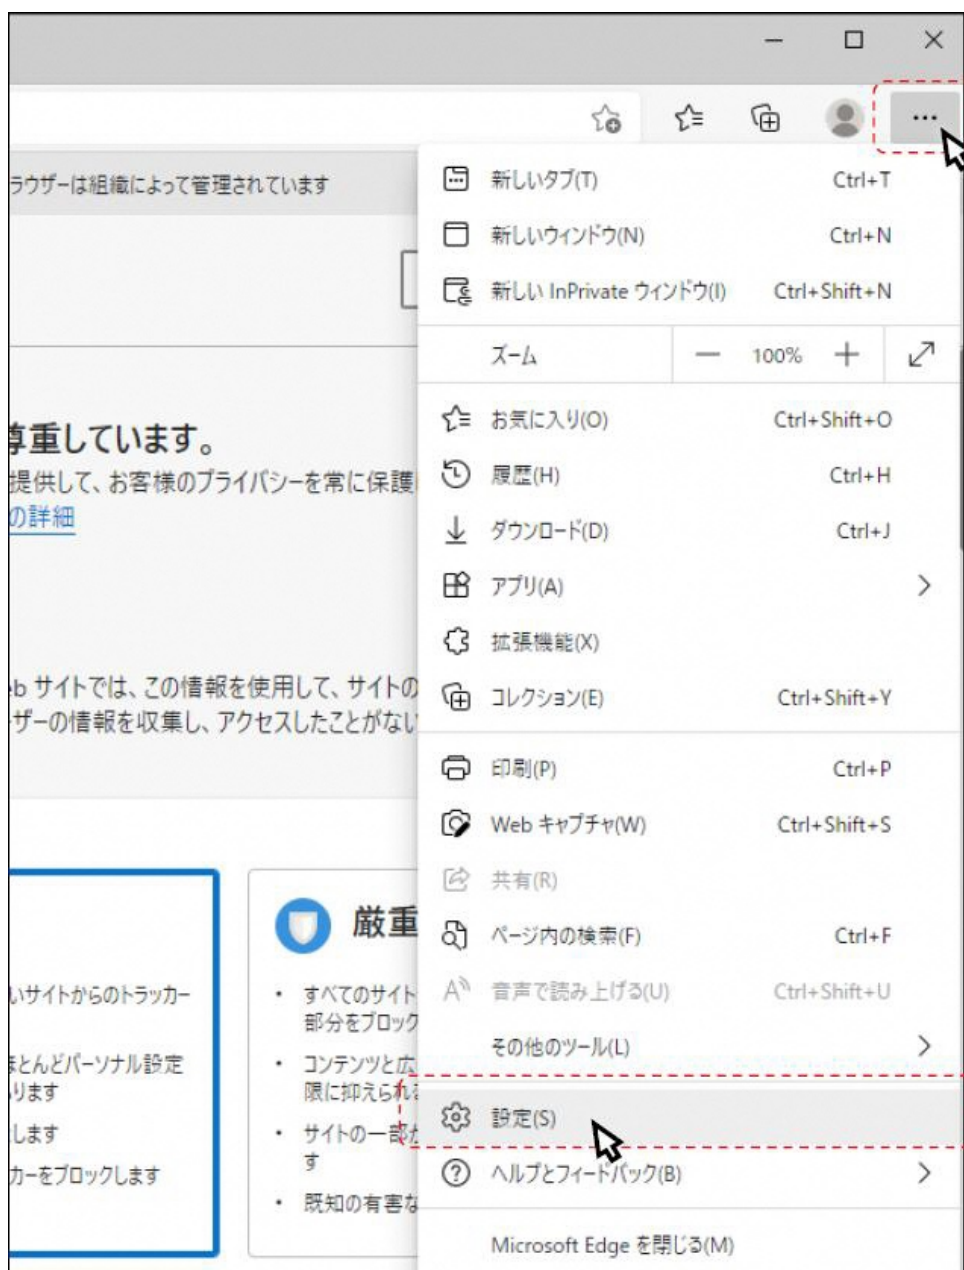 ラウザーは組織によって管理されています
尊重しています。
提供して、お客様のプライバシーを常に保護
の詳細
eb サイトでは、この情報を使用して、サイトの
ーザーの情報を収集し、アクセスしたことがない
いサイトからのトラッカー
ほとんどパーソナル設定
ります
します
カーをブロックします
厳重
• すべてのサイト
部分をブロック
• コンテンツと広
限に抑えられ
• サイトの一部
す
• 既知の有害な
新しいタブ(T) Ctrl+T
新しいウィンドウ(N) Ctrl+N
新しい InPrivate ウィンドウ(I) Ctrl+Shift+N
ズーム — 100% +
お気に入り(O) Ctrl+Shift+O
履歴(H) Ctrl+H
ダウンロード(D) Ctrl+J
アプリ(A)
拡張機能(X)
コレクション(E) Ctrl+Shift+Y
印刷(P) Ctrl+P
Web キャプチャ(W) Ctrl+Shift+S
共有(R)
ページ内の検索(F) Ctrl+F
音声で読み上げる(U) Ctrl+Shift+U
その他のツール(L)
設定(S)
ヘルプとフィードバック(B)
Microsoft Edge を閉じる(M)